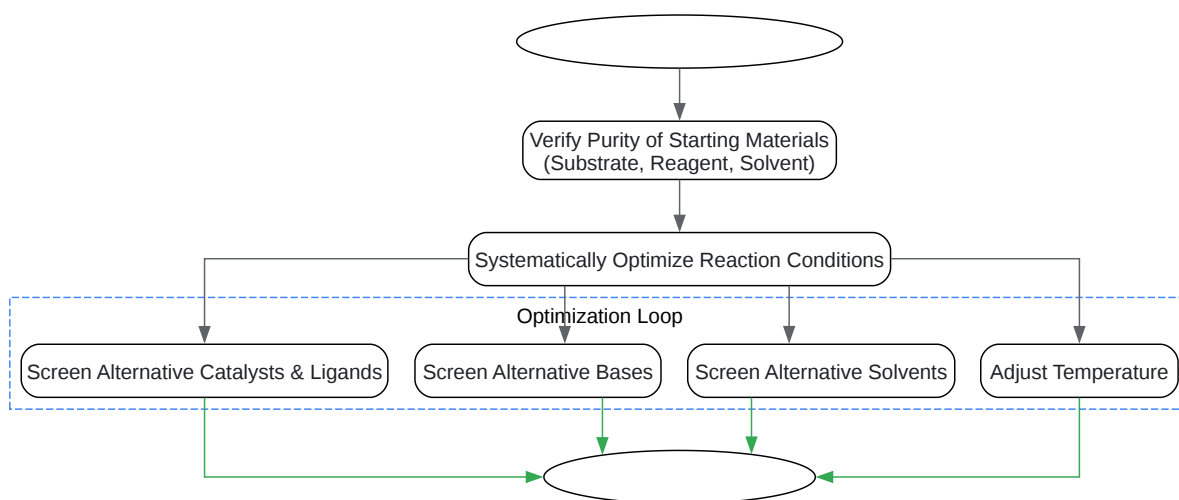 Verify Purity of Starting Materials
(Substrate, Reagent, Solvent)
Systematically Optimize Reaction Conditions
Optimization Loop
Screen Alternative Catalysts & Ligands
Screen Alternative Bases
Screen Alternative Solvents
Adjust Temperature